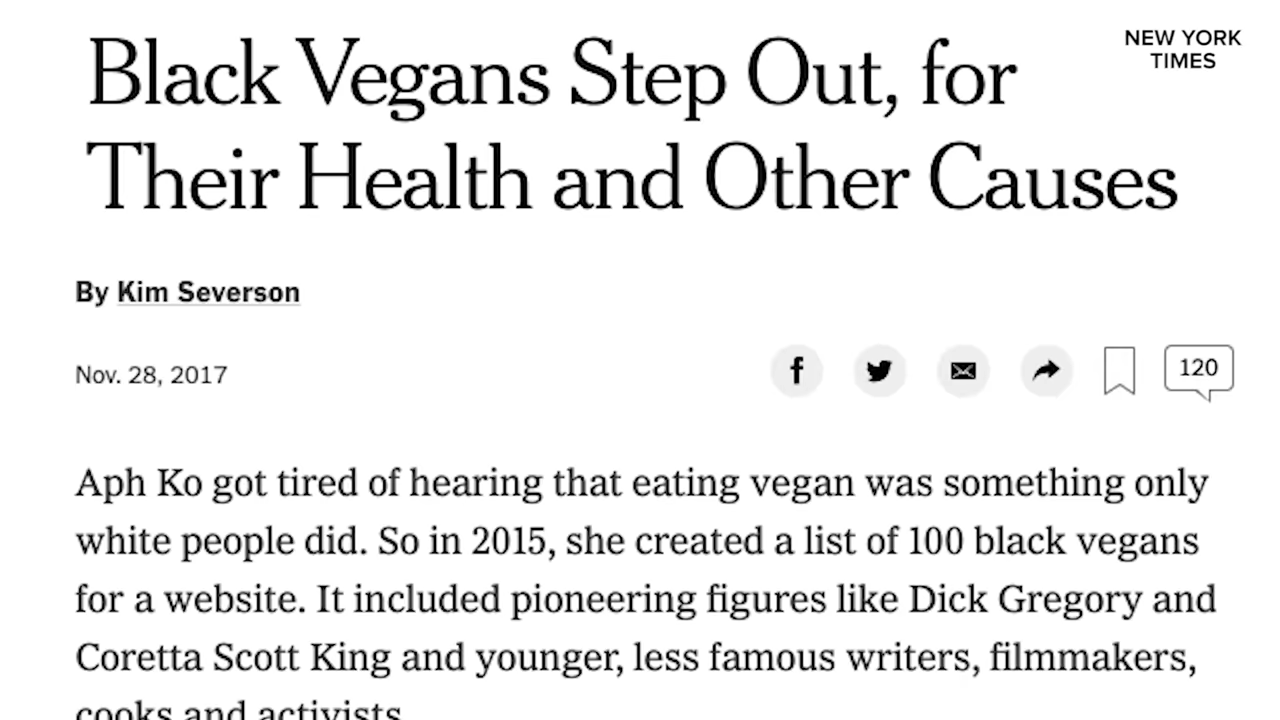 Black Vegans Step Out, for
Their Health and Other Causes
NEW YORK
TIMES
By Kim Severson
Nov. 28, 2017
120
Aph Ko got tired of hearing that eating vegan was something only
white people did. So in 2015, she created a list of 100 black vegans
for a website. It included pioneering figures like Dick Gregory and
Coretta Scott King and younger, less famous writers, filmmakers,
cooks and activists